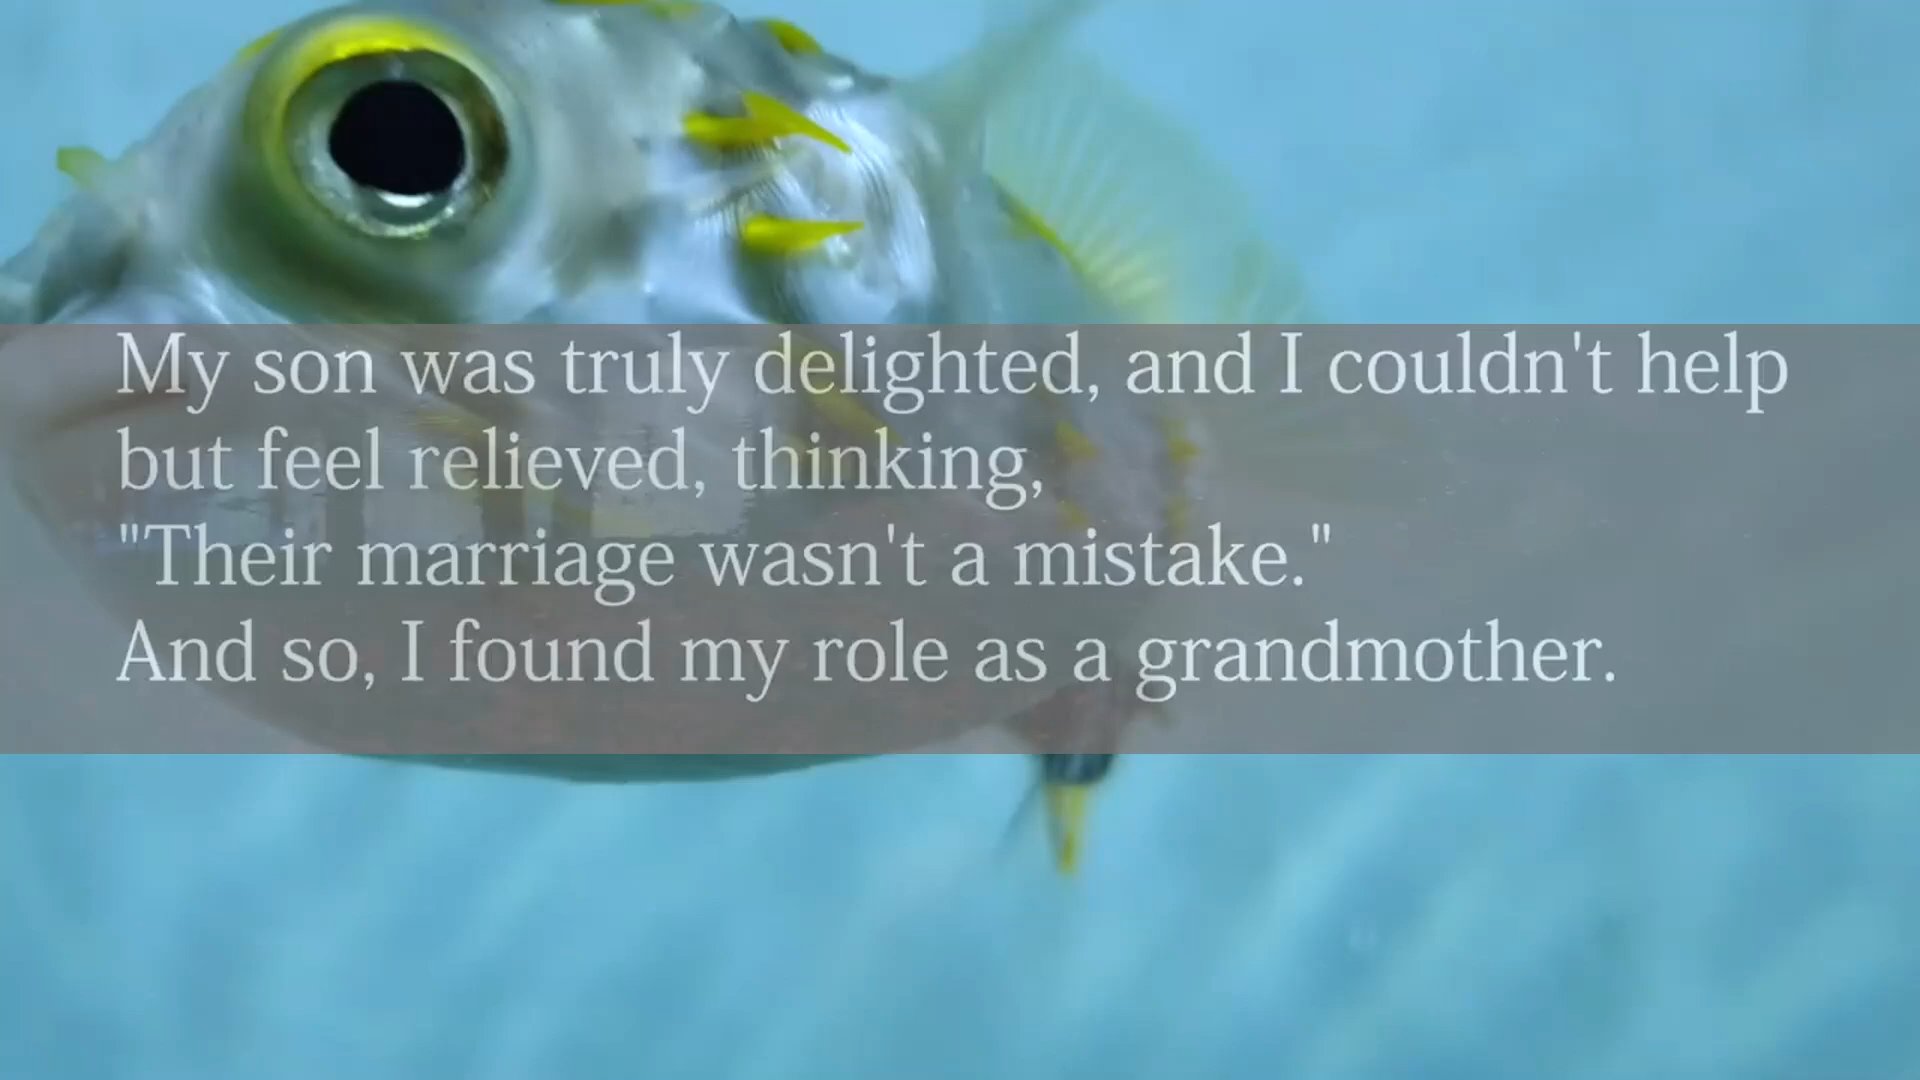 My son was truly delighted, and I couldn't help
but feel relieved, thinking,
"Their marriage wasn't a mistake."
And so, I found my role as a grandmother.